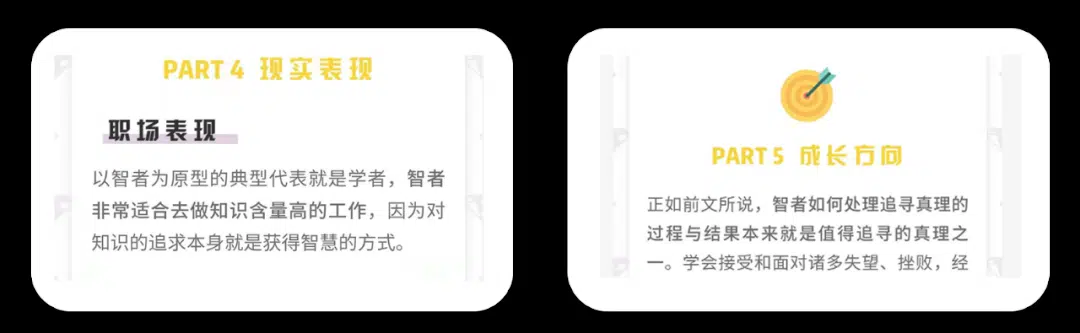 PART 4 现实表现
职场表现
以智者为原型的典型代表就是学者，智者
非常适合去做知识含量高的工作，因为对
知识的追求本身就是获得智慧的方式。
PART 5 成长方向
正如前文所说，智者如何处理追寻真理的
过程与结果本来就是值得追寻的真理之
一。学会接受和面对诸多失望、挫败，经